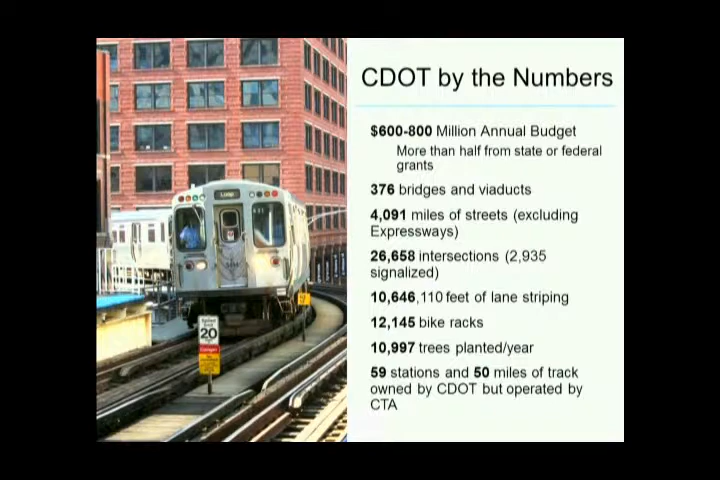 CDOT by the Numbers
$600-800 Million Annual Budget
More than half from state or federal
grants
376 bridges and viaducts
4,091 miles of streets (excluding
Expressways)
26,658 intersections (2,935
signalized)
10,646,110 feet of lane striping
12,145 bike racks
10,997 trees planted/year
59 stations and 50 miles of track
owned by CDOT but operated by
CTA
Loop
20